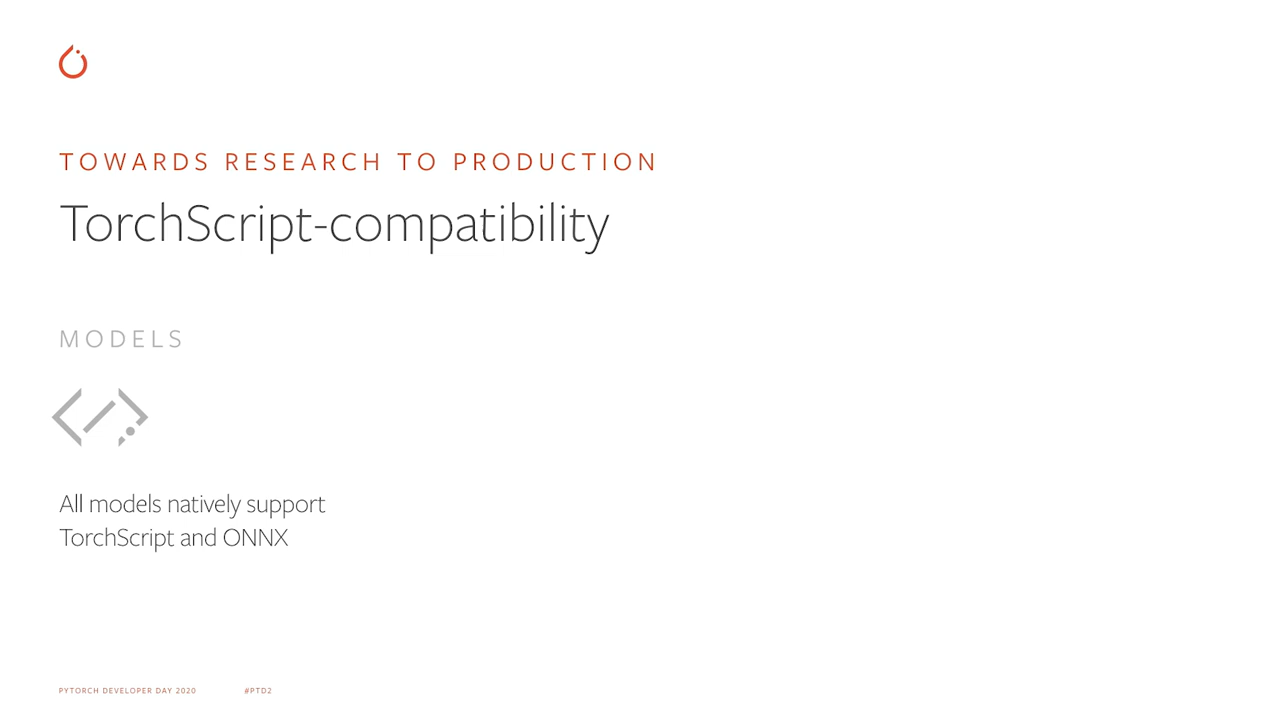 TOWARDS RESEARCH TO PRODUCTION
TorchScript-compatibility
MODELS
All models natively support
TorchScript and ONNX
PYTORCH DEVELOPER DAY 2020 #PTD2